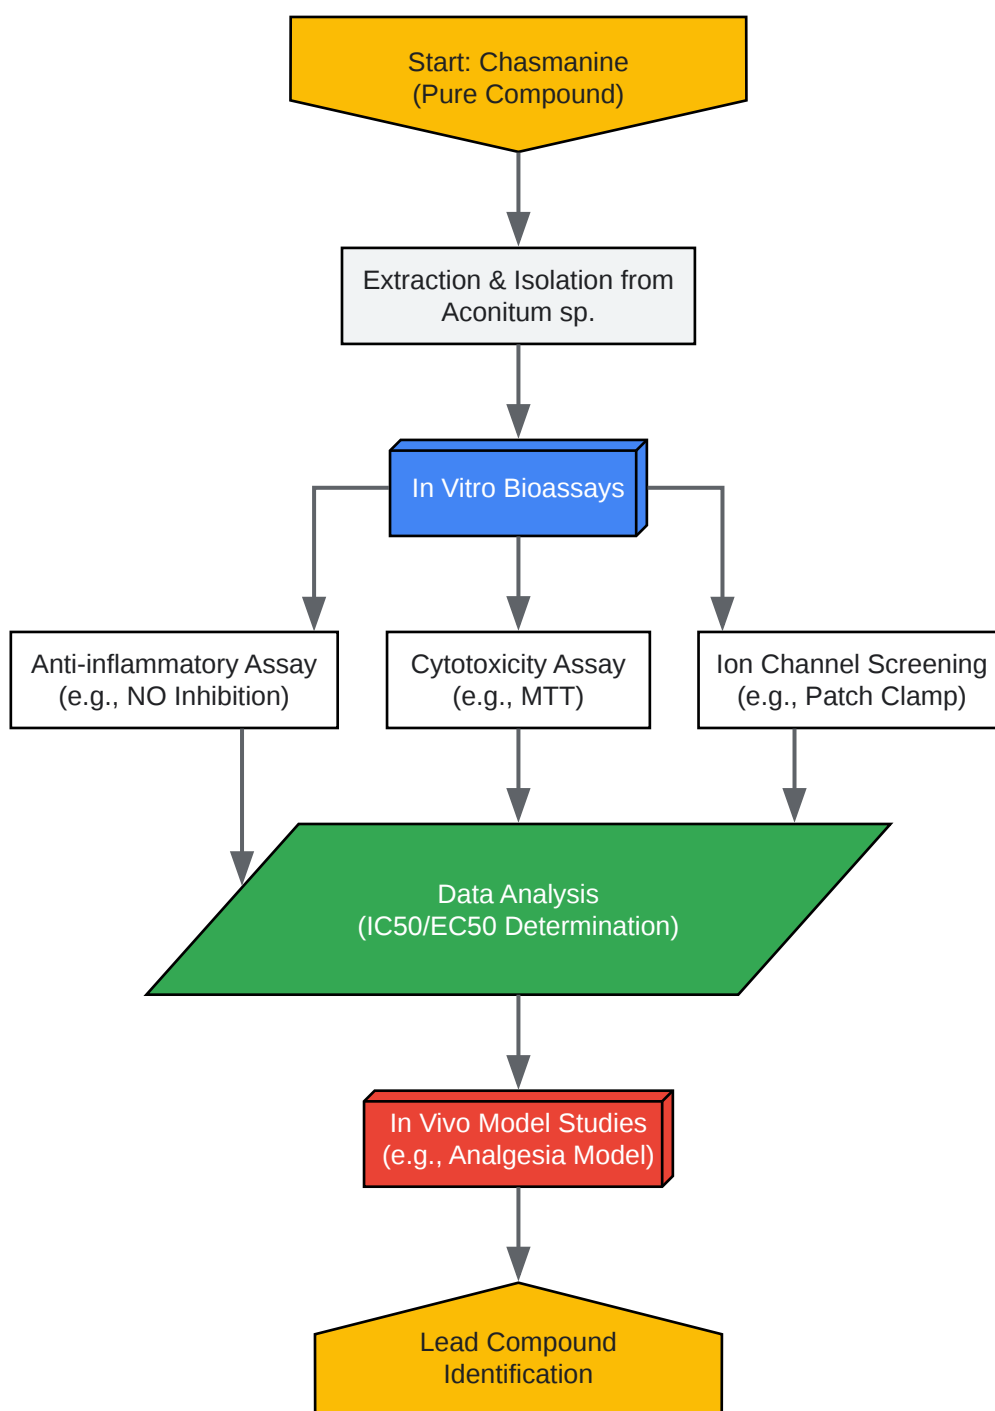 Start: Chasmanine
(Pure Compound)
Extraction & Isolation from
Aconitum sp.
In Vitro Bioassays
Anti-inflammatory Assay
(e.g., NO Inhibition)
Cytotoxicity Assay
(e.g., MTT)
Ion Channel Screening
(e.g., Patch Clamp)
Data Analysis
(IC50/EC50 Determination)
In Vivo Model Studies
(e.g., Analgesia Model)
Lead Compound
Identification